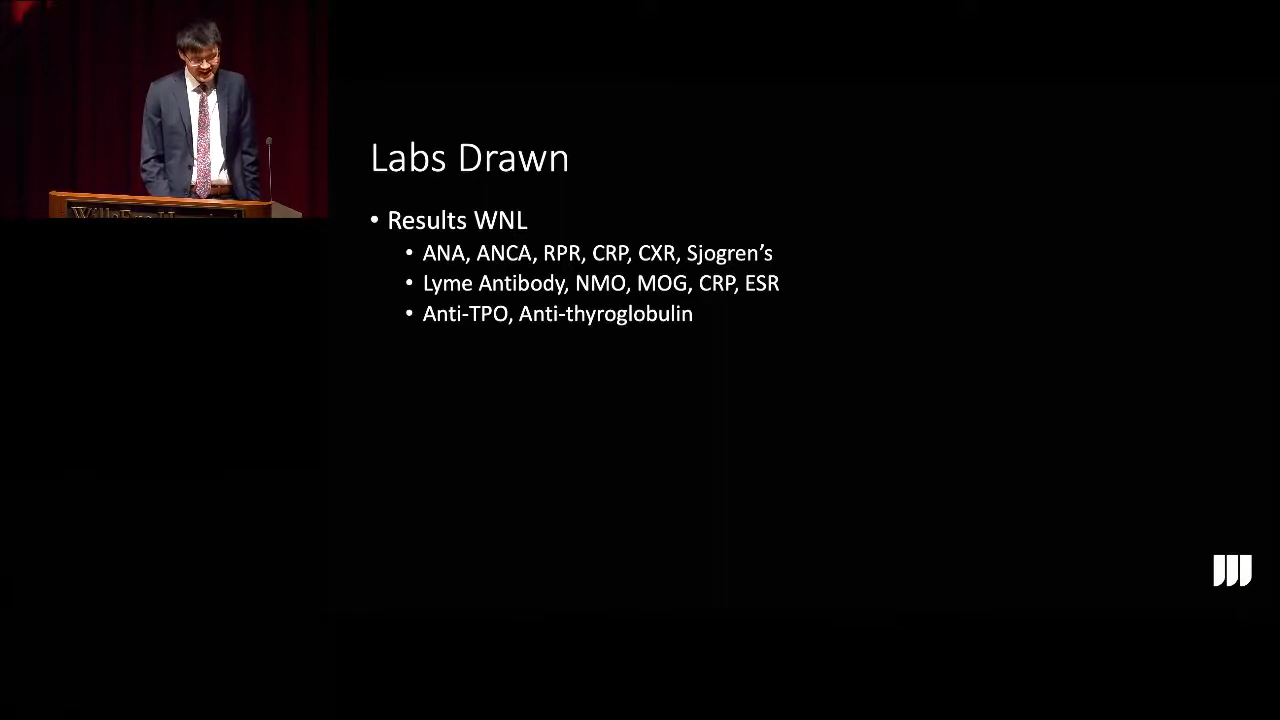 Labs Drawn
• Results WNL
• ANA, ANCA, RPR, CRP, CXR, Sjogren's
• Lyme Antibody, NMO, MOG, CRP, ESR
• Anti-TPO, Anti-thyroglobulin